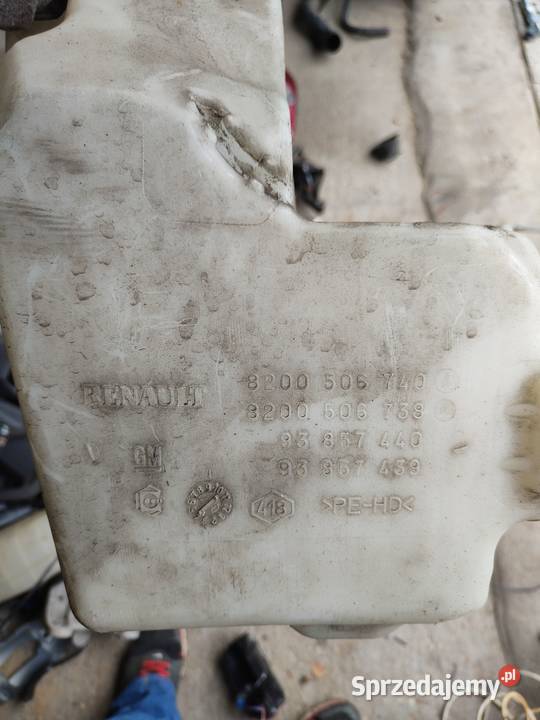 RENAULT
8200 506 740
8200 506 739
93 857 440
93 857 439
GM
418
>PE-HD<
Sprzedajemy.pl